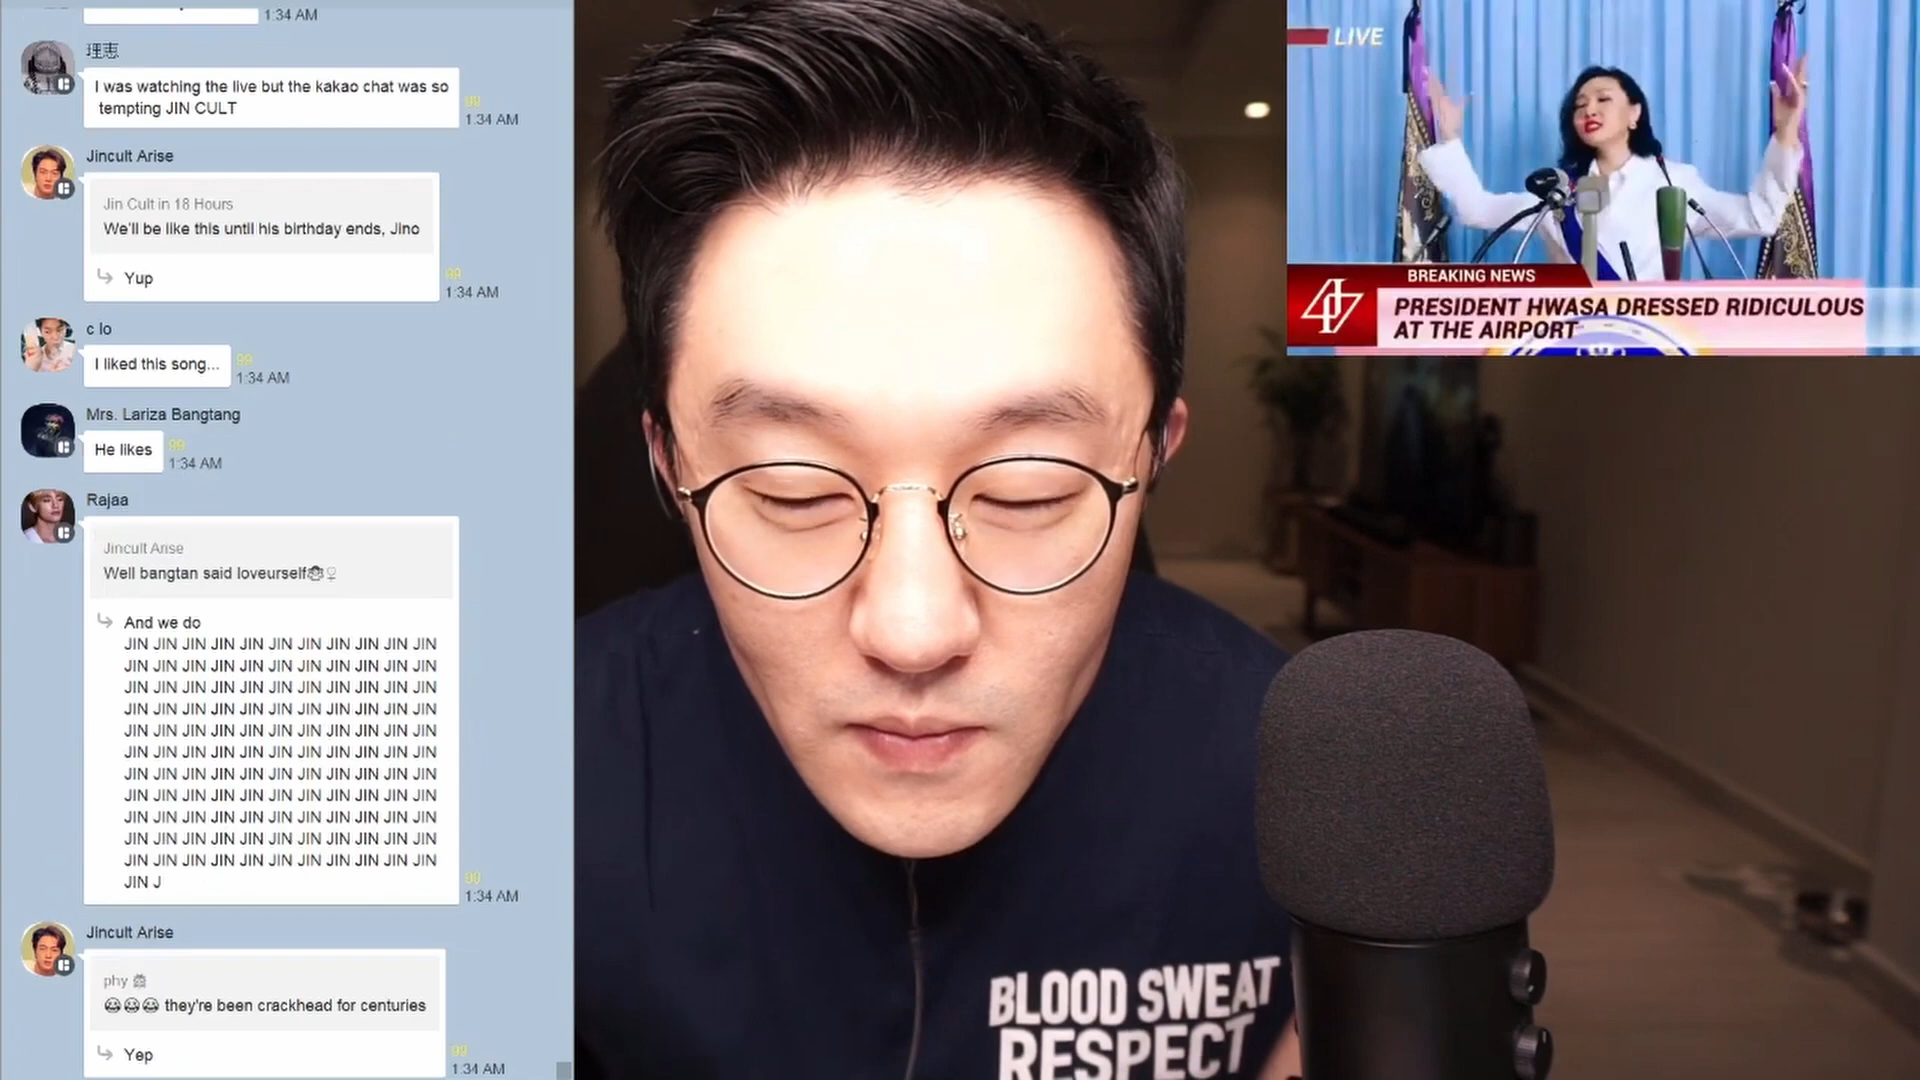 1:34 AM
理恵
I was watching the live but the kakao chat was so
tempting JIN CULT
99
1:34 AM
Jincult Arise
Jin Cult in 18 Hours
We'll be like this until his birthday ends, Jino
Yup
99
1:34 AM
c lo
I liked this song...
99
1:34 AM
Mrs. Lariza Bangtang
He likes
99
1:34 AM
Rajaa
Jincult Arise
Well bangtan said loveurself
And we do
JIN JIN JIN JIN JIN JIN JIN JIN JIN JIN JIN
JIN JIN JIN JIN JIN JIN JIN JIN JIN JIN JIN
JIN JIN JIN JIN JIN JIN JIN JIN JIN JIN JIN
JIN JIN JIN JIN JIN JIN JIN JIN JIN JIN JIN
JIN JIN JIN JIN JIN JIN JIN JIN JIN JIN JIN
JIN JIN JIN JIN JIN JIN JIN JIN JIN JIN JIN
JIN JIN JIN JIN JIN JIN JIN JIN JIN JIN JIN
JIN JIN JIN JIN JIN JIN JIN JIN JIN JIN JIN
JIN JIN JIN JIN JIN JIN JIN JIN JIN JIN JIN
JIN JIN JIN JIN JIN JIN JIN JIN JIN JIN JIN
JIN JIN JIN JIN JIN JIN JIN JIN JIN JIN JIN
JIN J
99
1:34 AM
Jincult Arise
phy
they're been crackhead for centuries
Yep
99
1:34 AM
LIVE
BREAKING NEWS
PRESIDENT HWASA DRESSED RIDICULOUS
AT THE AIRPORT
BLOOD SWEAT
RESPECT